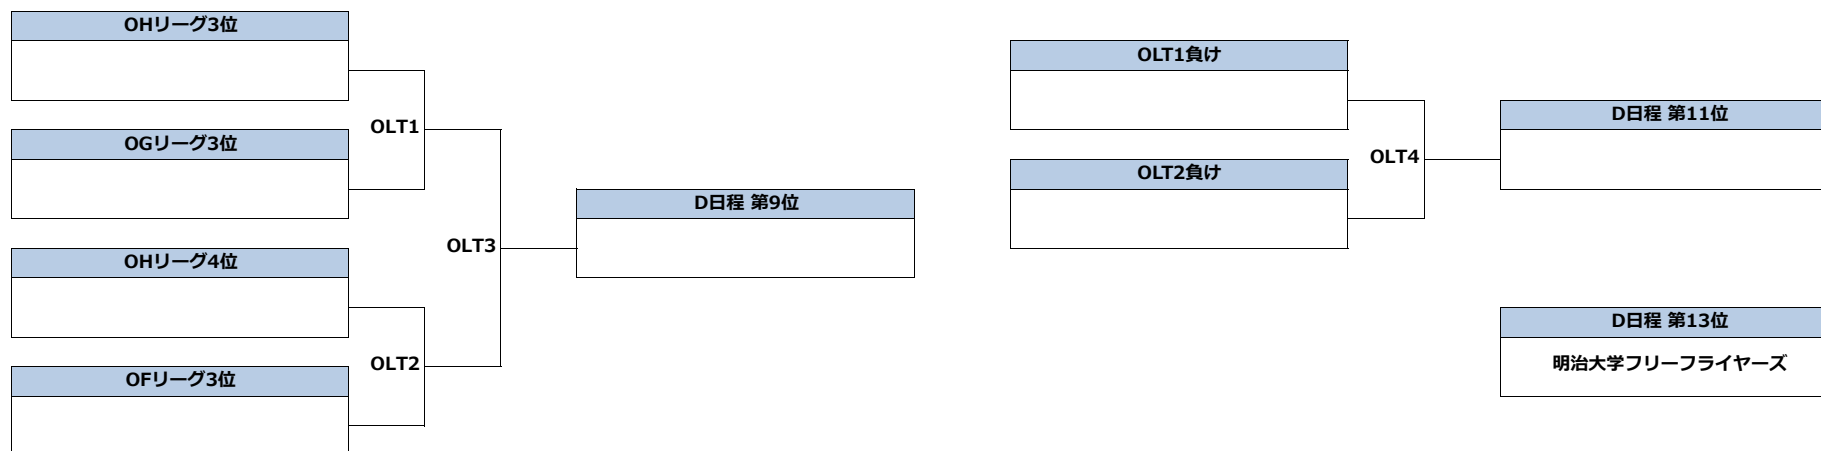 OHリーグ3位
OLT1
OGリーグ3位
OLT3
D日程 第9位
OHリーグ4位
OLT2
OFリーグ3位
OLT1負け
OLT4
OLT2負け
D日程 第11位
D日程 第13位
明治大学フリーフライヤーズ